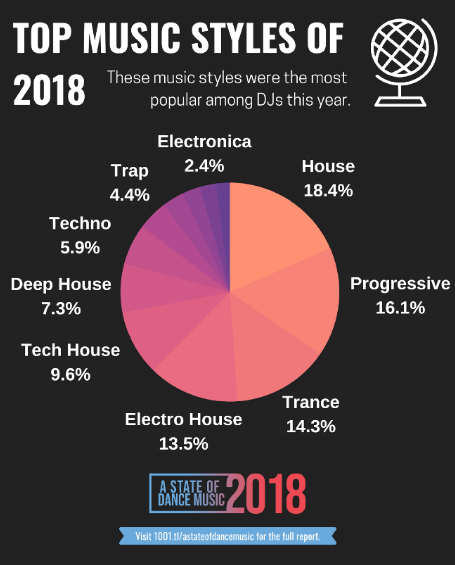 TOP MUSIC STYLES OF
2018
These music styles were the most
popular among DJs this year.
Electronica
2.4%
House
18.4%
Trap
4.4%
Techno
5.9%
Deep House
7.3%
Progressive
16.1%
Tech House
9.6%
Trance
14.3%
Electro House
13.5%
A STATE OF
DANCE MUSIC 2018
Visit 1001.tl/astateofdancemusic for the full report.